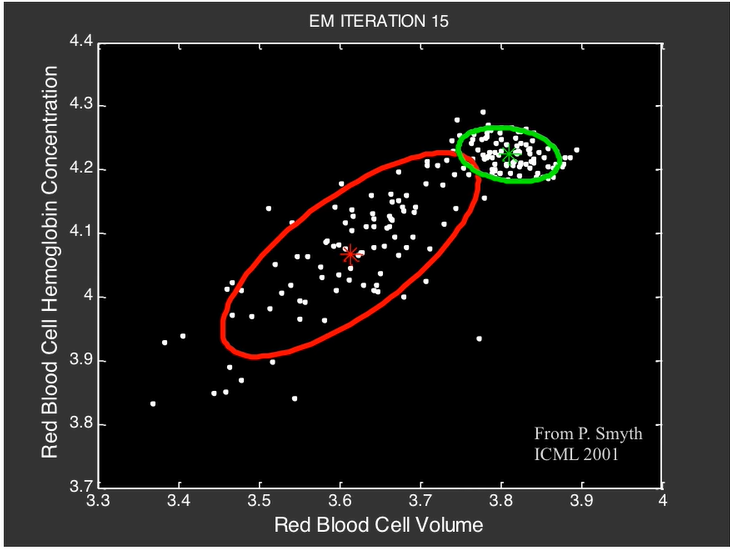 EM ITERATION 15
4.4
4.3
4.2
4.1
4
3.9
3.8
3.7
Red Blood Cell Hemoglobin Concentration
From P. Smyth
ICML 2001
3.3 3.4 3.5 3.6 3.7 3.8 3.9 4
Red Blood Cell Volume